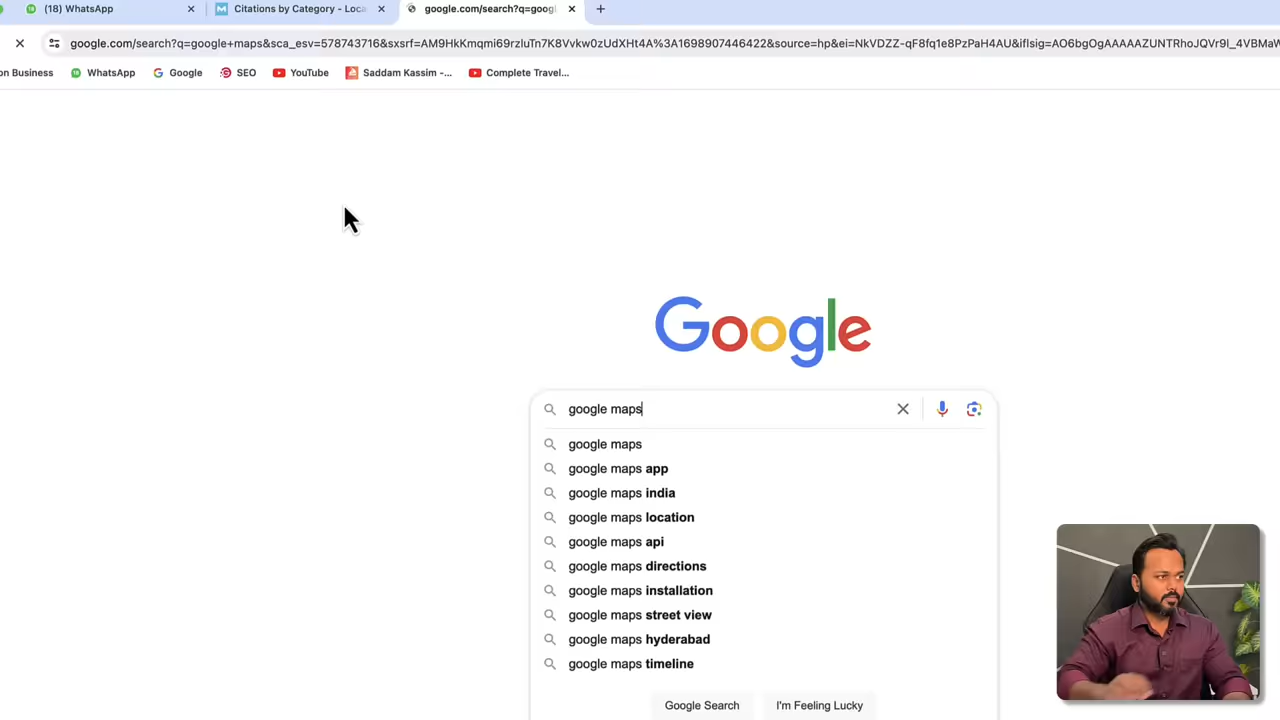 (18) WhatsApp
Citations by Category - Loca
google.com/search?q=goog
google.com/search?q=google+maps&sca_esv=578743716&sxsrf=AM9HkKmqmi69rzluTn7K8Vvkw0zUdXHt4A%3A1698907446422&source=hp&ei=NkVDZZ-qF8fq1e8PzPaH4AU&iflsig=AO6bgOgAAAAAZUNTRhoJQVr9l_4VBMaW
on Business
WhatsApp
Google
SEO
YouTube
Saddam Kassim -...
Complete Travel...
Google
google maps
google maps
google maps app
google maps india
google maps location
google maps api
google maps directions
google maps installation
google maps street view
google maps hyderabad
google maps timeline
Google Search
I'm Feeling Lucky